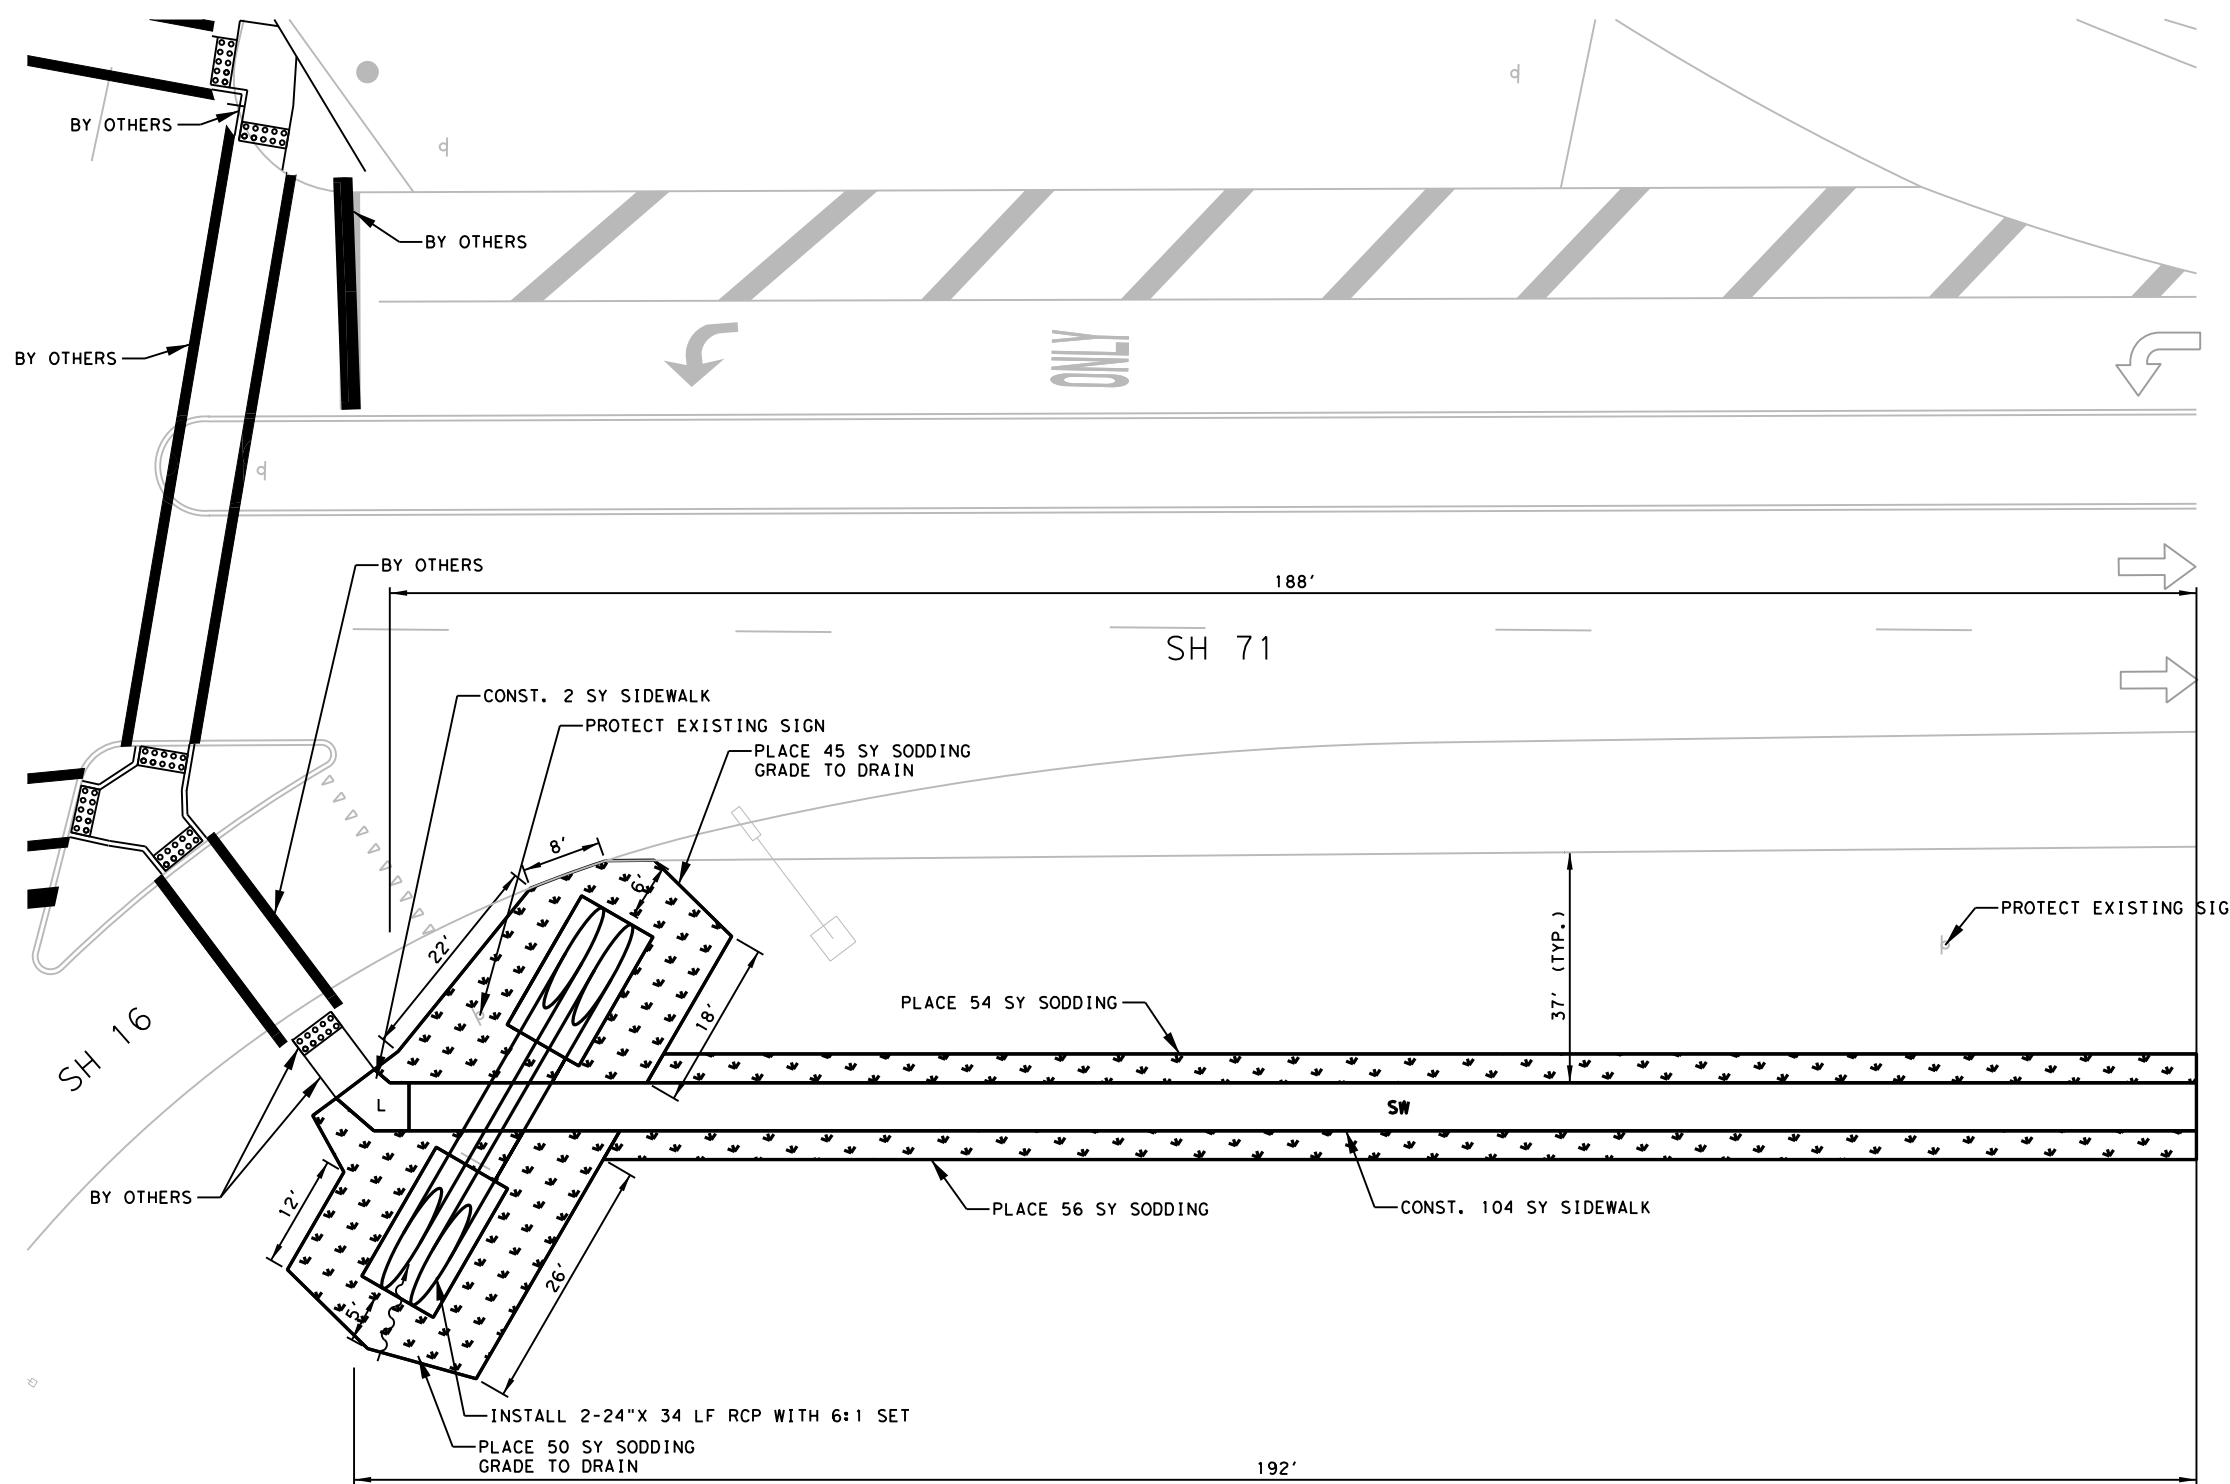 BY OTHERS
BY OTHERS
BY OTHERS
ONLY
BY OTHERS
188'
SH 71
CONST. 2 SY SIDEWALK
PROTECT EXISTING SIGN
PLACE 45 SY SODDING
GRADE TO DRAIN
8'
6'
22'
18'
37' (TYP.)
PROTECT EXISTING SIG
PLACE 54 SY SODDING
SH 16
L
SW
BY OTHERS
12'
PLACE 56 SY SODDING
CONST. 104 SY SIDEWALK
26'
5'
INSTALL 2-24"X 34 LF RCP WITH 6:1 SET
PLACE 50 SY SODDING
GRADE TO DRAIN
192'